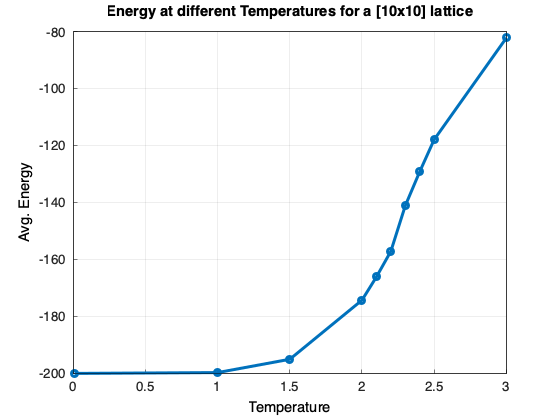 Energy at different Temperatures for a [10x10] lattice
-80
-100
-120
-140
-160
-180
-200
Avg. Energy
0 0.5 1 1.5 2 2.5 3
Temperature